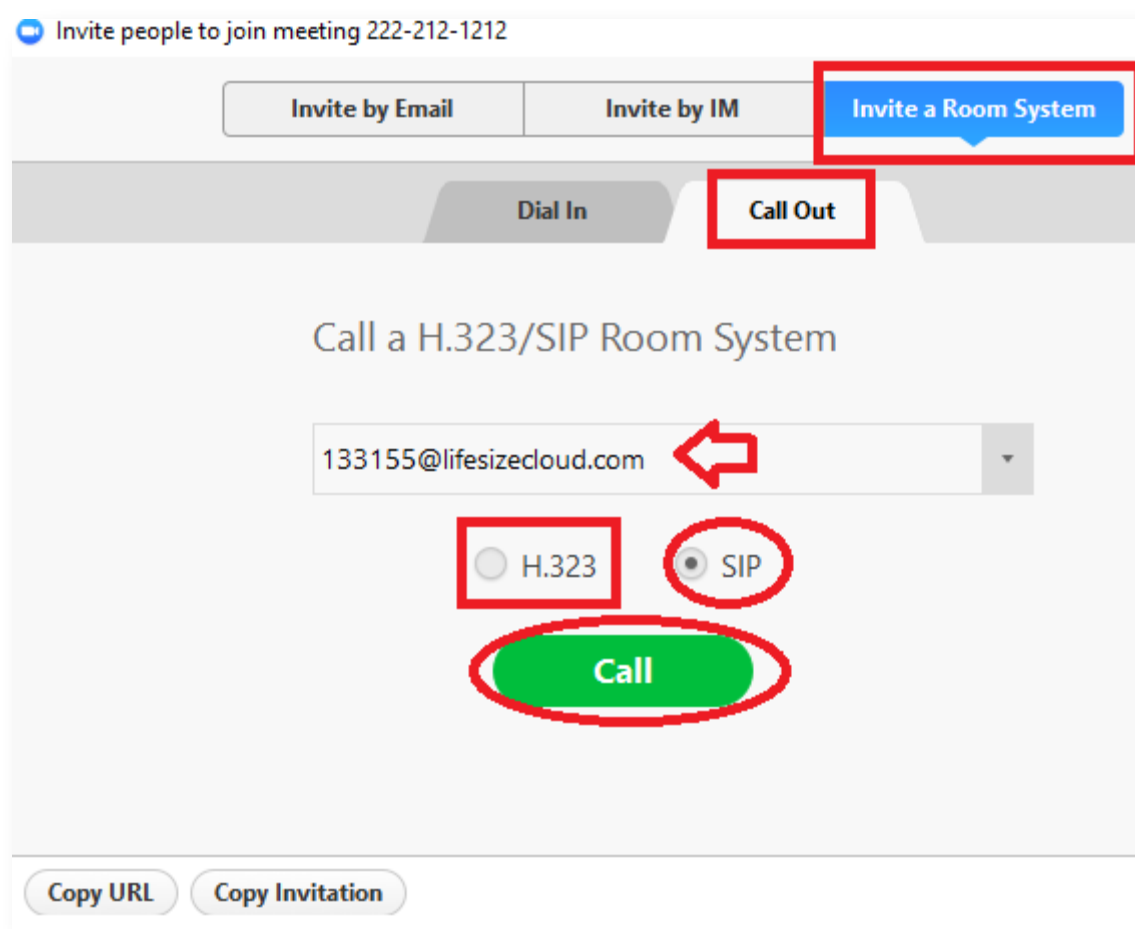 Invite people to join meeting 222-212-1212
Invite by Email Invite by IM Invite a Room System
Dial In Call Out
Call a H.323/SIP Room System
133155@lifesizecloud.com
H.323 SIP
Call
Copy URL Copy Invitation